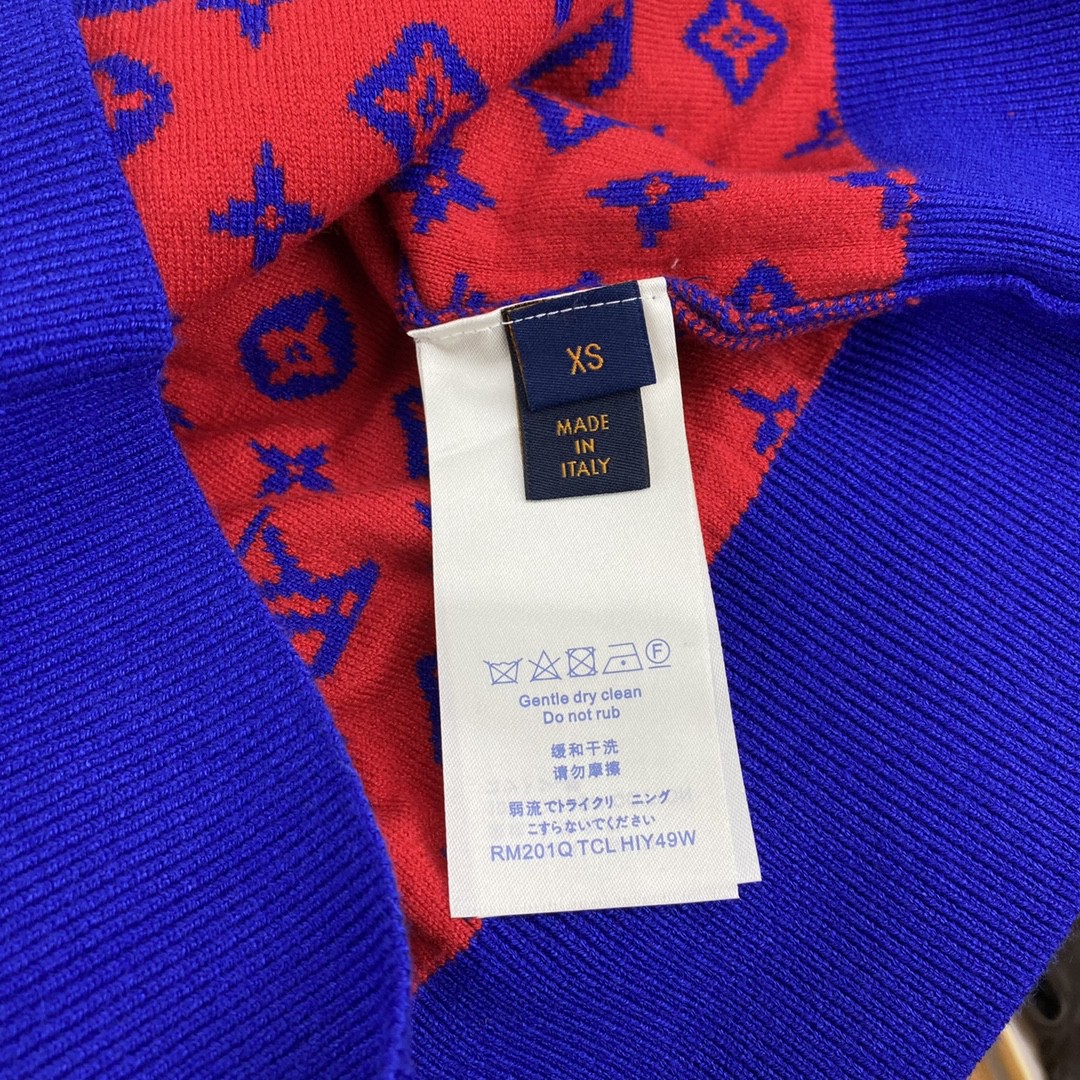 XS
MADE
IN
ITALY
F
Gentle dry clean
Do not rub
缓和干洗
请勿摩擦
弱流でトライクリ ニング
こすらないでください
RM201Q TCL HIY49W